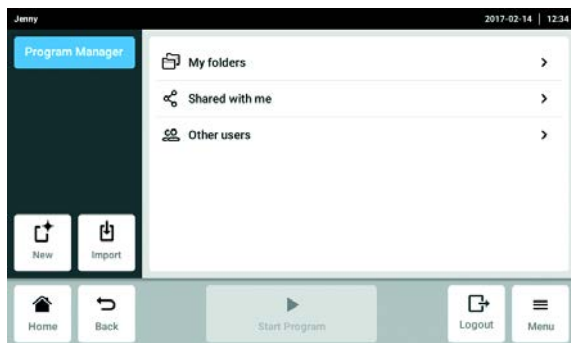 Jenny
2017-02-14 | 12:34
Program Manager
My folders
Shared with me
Other users
New
Import
Home
Back
Start Program
Logout
Menu